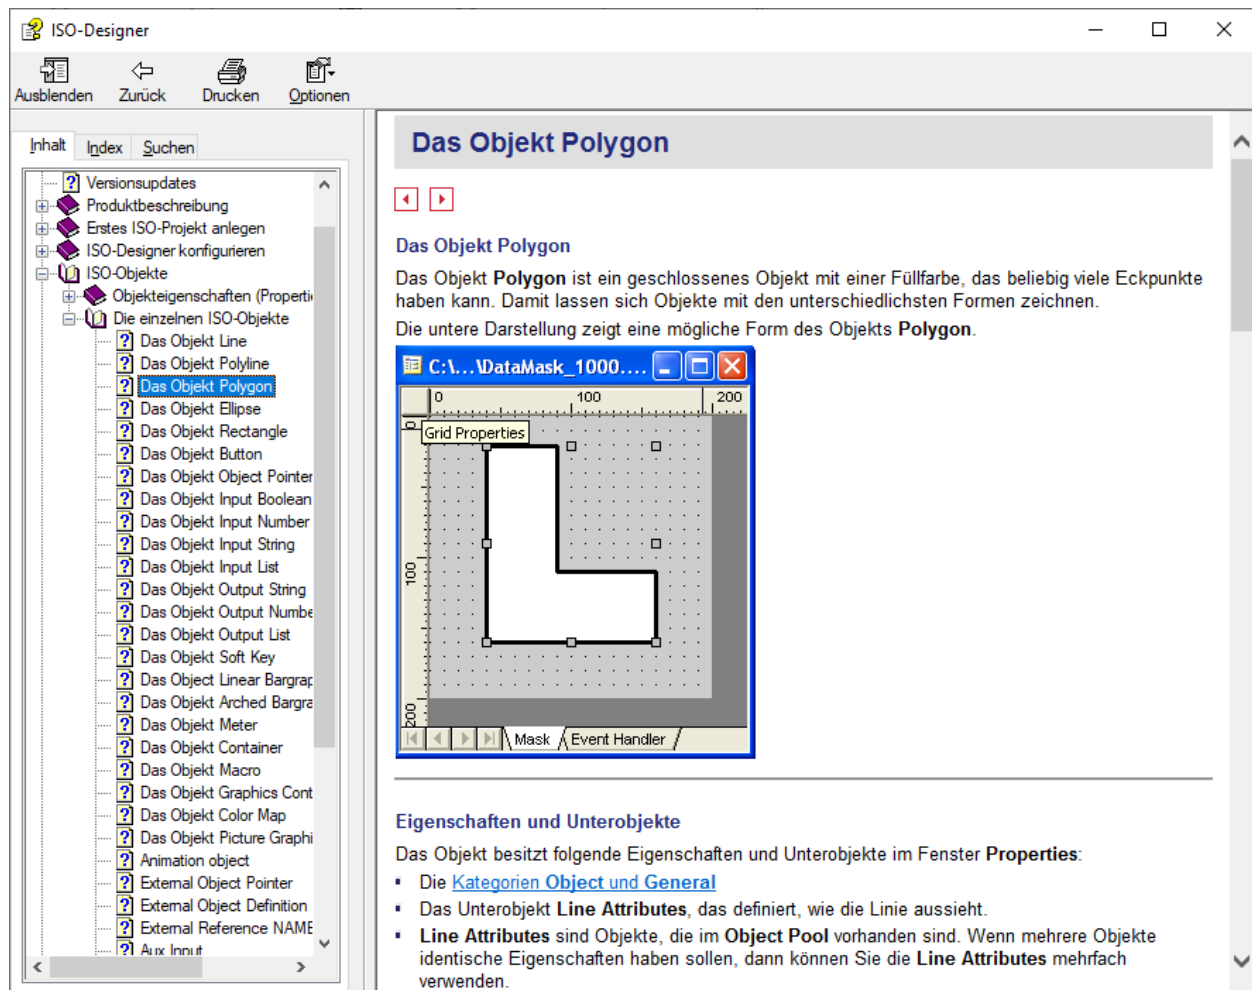 ISO-Designer
Ausblenden
Zurück
Drucken
Optionen
Inhalt
Index
Suchen
Versionsupdates
Produktbeschreibung
Erstes ISO-Projekt anlegen
ISO-Designer konfigurieren
ISO-Objekte
Objekteigenschaften (Properti
Die einzelnen ISO-Objekte
Das Objekt Line
Das Objekt Polyline
Das Objekt Polygon
Das Objekt Ellipse
Das Objekt Rectangle
Das Objekt Button
Das Objekt Object Pointer
Das Objekt Input Boolean
Das Objekt Input Number
Das Objekt Input String
Das Objekt Input List
Das Objekt Output String
Das Objekt Output Numbe
Das Objekt Output List
Das Objekt Soft Key
Das Object Linear Bargrap
Das Objekt Arched Bargra
Das Objekt Meter
Das Objekt Container
Das Objekt Macro
Das Objekt Graphics Cont
Das Objekt Color Map
Das Objekt Picture Graphi
Animation object
External Object Pointer
External Object Definition
External Reference NAME
Aux Input
Das Objekt Polygon
Das Objekt Polygon
Das Objekt Polygon ist ein geschlossenes Objekt mit einer Füllfarbe, das beliebig viele Eckpunkte
haben kann. Damit lassen sich Objekte mit den unterschiedlichsten Formen zeichnen.
Die untere Darstellung zeigt eine mögliche Form des Objekts Polygon.
C:\...\DataMask_1000....
0 100 200
0
Grid Properties
100
200
Mask
Event Handler
Eigenschaften und Unterobjekte
Das Objekt besitzt folgende Eigenschaften und Unterobjekte im Fenster Properties:
▪ Die Kategorien Object und General
▪ Das Unterobjekt Line Attributes, das definiert, wie die Linie aussieht.
▪ Line Attributes sind Objekte, die im Object Pool vorhanden sind. Wenn mehrere Objekte
identische Eigenschaften haben sollen, dann können Sie die Line Attributes mehrfach
verwenden.